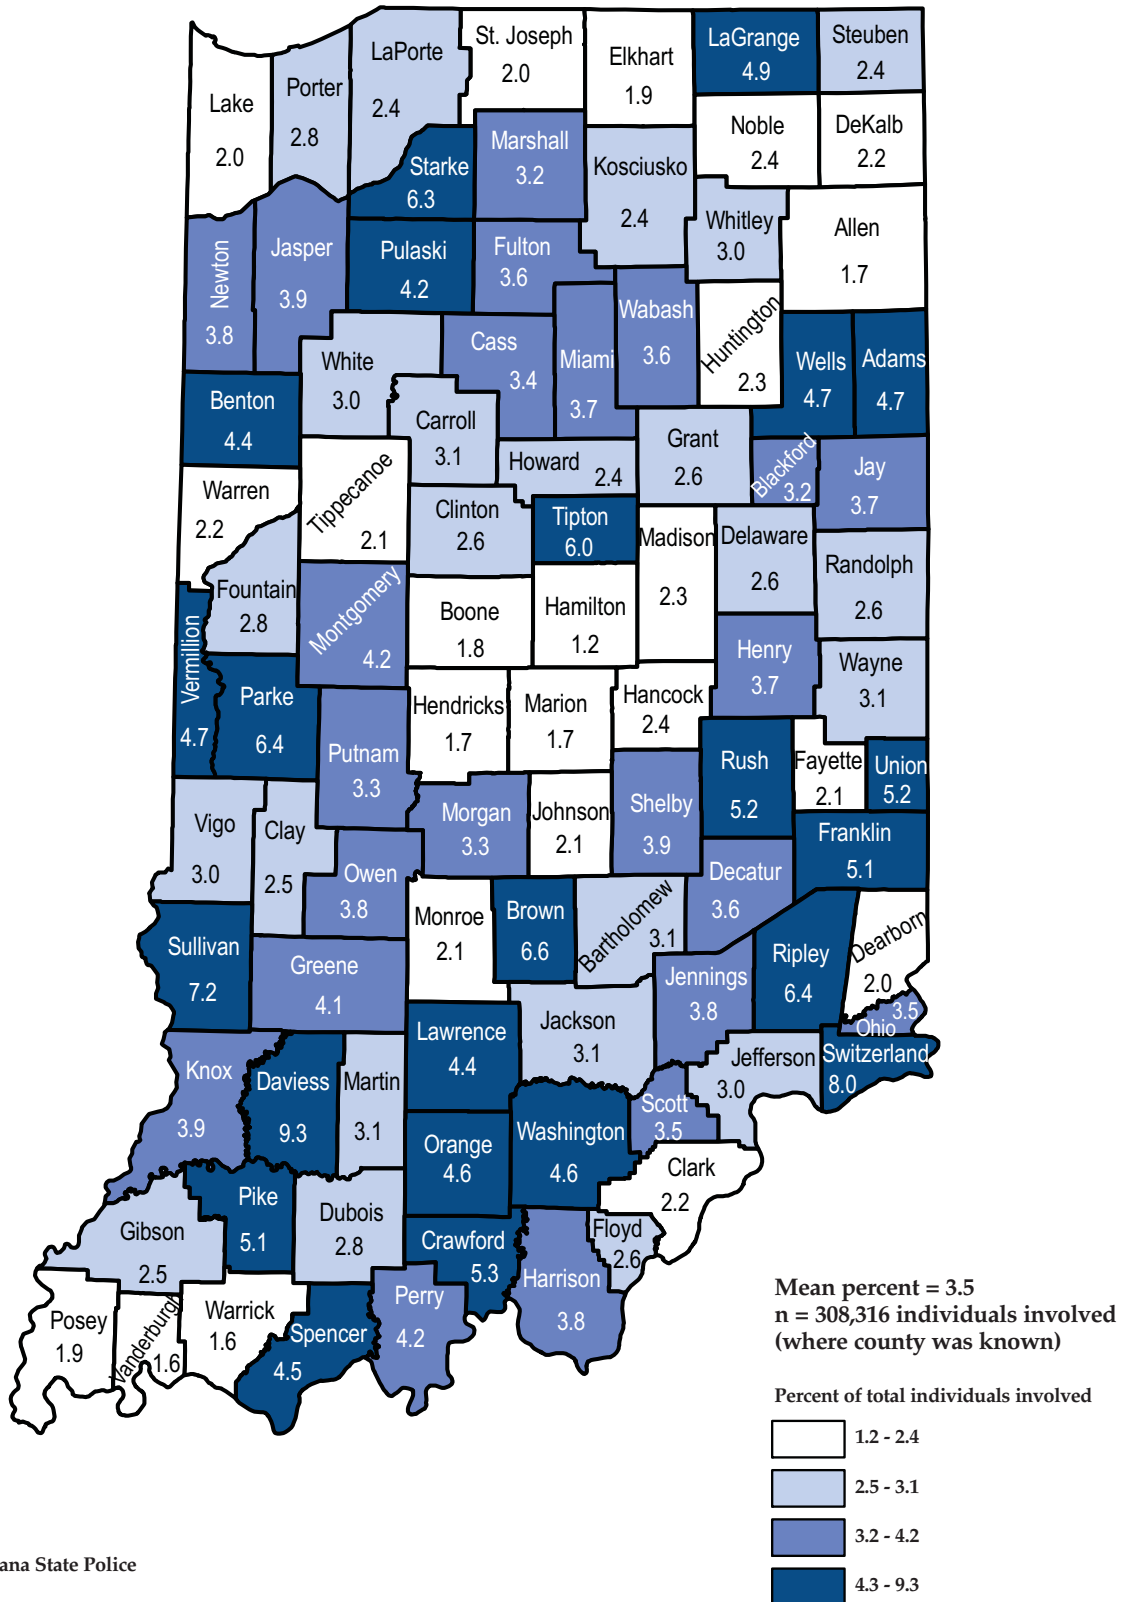 St. Joseph
2.0
LaPorte
2.4
Elkhart
1.9
LaGrange
4.9
Steuben
2.4
Lake
2.0
Porter
2.8
Noble
2.4
DeKalb
2.2
Starke
6.3
Marshall
3.2
Kosciusko
2.4
Whitley
3.0
Allen
1.7
Newton
3.8
Jasper
3.9
Pulaski
4.2
Fulton
3.6
Wabash
3.6
Huntington
2.3
Wells
4.7
Adams
4.7
White
3.0
Cass
3.4
Miami
3.7
Benton
4.4
Carroll
3.1
Howard
2.4
Grant
2.6
Blackford
3.2
Jay
3.7
Warren
2.2
Tippecanoe
2.1
Clinton
2.6
Tipton
6.0
Madison
2.3
Delaware
2.6
Randolph
2.6
Fountain
2.8
Montgomery
4.2
Boone
1.8
Hamilton
1.2
Henry
3.7
Wayne
3.1
Vermillion
4.7
Parke
6.4
Putnam
3.3
Hendricks
1.7
Marion
1.7
Hancock
2.4
Rush
5.2
Fayette
2.1
Union
5.2
Vigo
3.0
Clay
2.5
Morgan
3.3
Johnson
2.1
Shelby
3.9
Franklin
5.1
Owen
3.8
Monroe
2.1
Brown
6.6
Bartholomew
3.1
Decatur
3.6
Ripley
6.4
Dearborn
2.0
Sullivan
7.2
Greene
4.1
Jennings
3.8
Ohio
3.5
Lawrence
4.4
Jackson
3.1
Jefferson
3.0
Switzerland
8.0
Knox
3.9
Daviess
9.3
Martin
3.1
Orange
4.6
Washington
4.6
Scott
3.5
Clark
2.2
Gibson
2.5
Pike
5.1
Dubois
2.8
Crawford
5.3
Harrison
3.8
Floyd
2.6
Posey
1.9
Vanderburgh
1.6
Warrick
1.6
Spencer
4.5
Perry
4.2
Mean percent = 3.5
n = 308,316 individuals involved
(where county was known)
Percent of total individuals involved
1.2 - 2.4
2.5 - 3.1
3.2 - 4.2
4.3 - 9.3
ana State Police